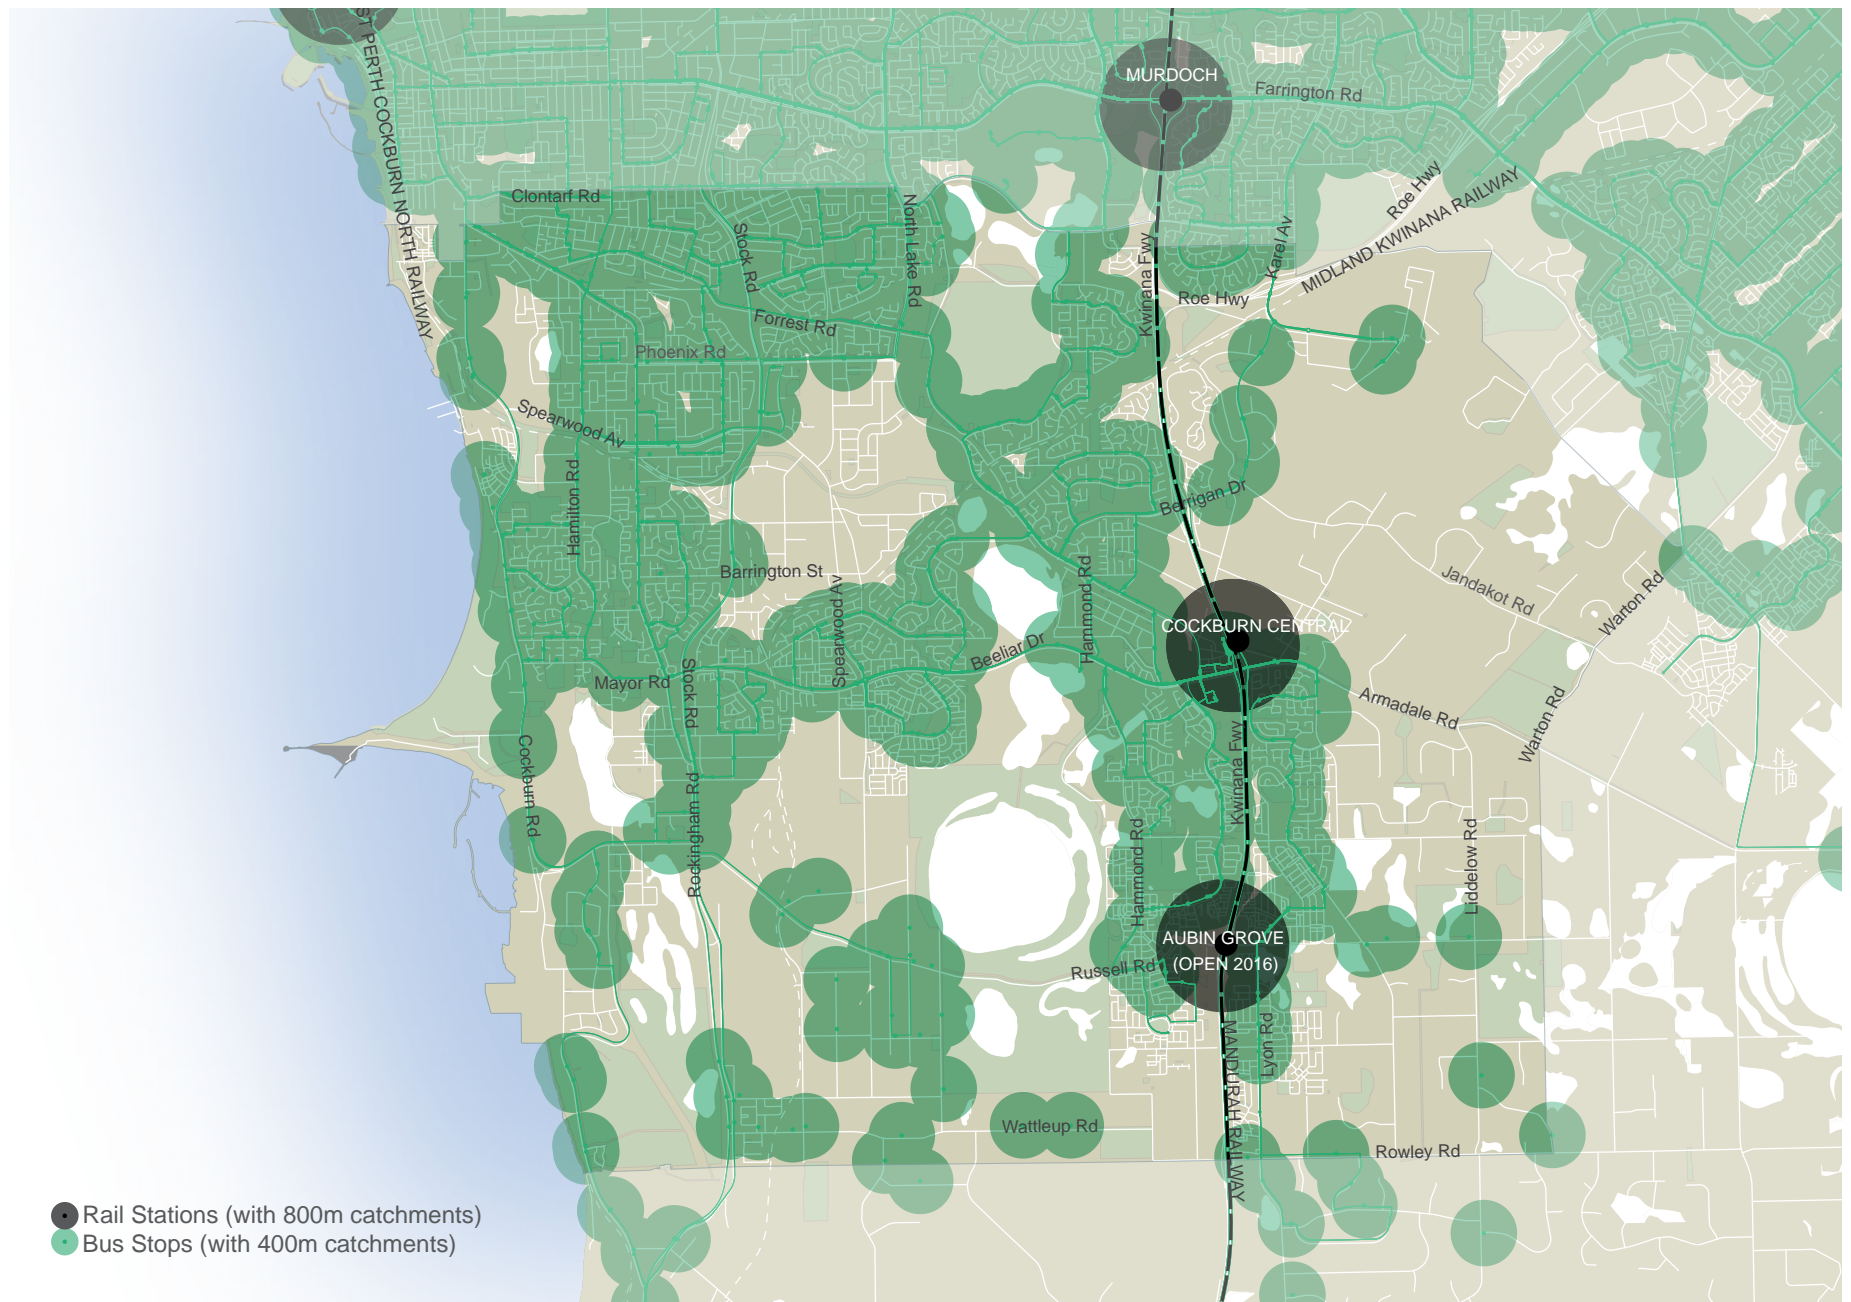 ST PERTH COCKBURN NORTH RAILWAY
MURDOCH
Farrington Rd
Clontarf Rd
North Lake Rd
Stock Rd
Kwinana Fwy
Karel Av
Roe Hwy
MIDLAND KWINANA RAILWAY
Roe Hwy
Forrest Rd
Phoenix Rd
Spearwood Av
Hamilton Rd
Berrigan Dr
Barrington St
Spearwood Av
Hammond Rd
Jandakot Rd
Warton Rd
COCKBURN CENTRAL
Beeliar Dr
Mayor Rd
Stock Rd
Armadale Rd
Warton Rd
Cockburn Rd
Kwinana Fwy
Rockingham Rd
Hammond Rd
Liddelow Rd
AUBIN GROVE
(OPEN 2016)
Russell Rd
Lyon Rd
MANDURAH RAILWAY
Wattleup Rd
Rowley Rd
Rail Stations (with 800m catchments)
Bus Stops (with 400m catchments)